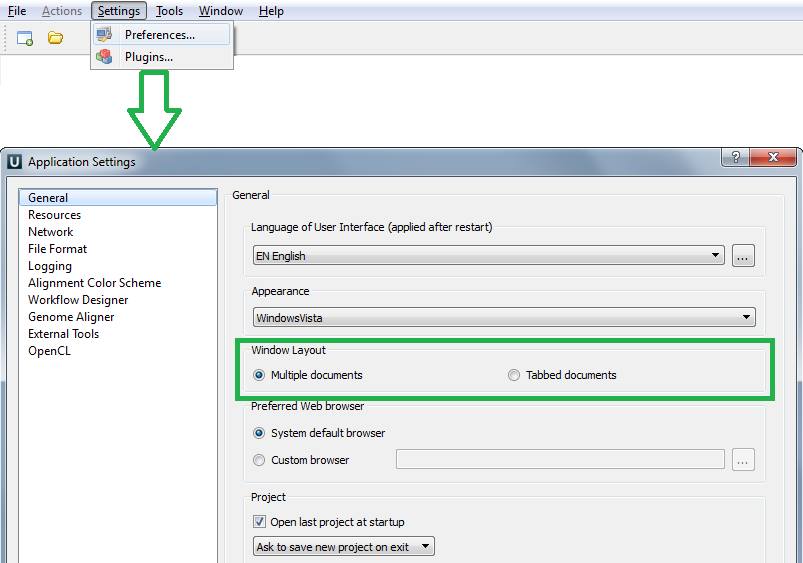 File Actions Settings Tools Window Help
Preferences...
Plugins...
U Application Settings ?
General
Resources
Network
File Format
Logging
Alignment Color Scheme
Workflow Designer
Genome Aligner
External Tools
OpenCL
General
Language of User Interface (applied after restart)
EN English ...
Appearance
WindowsVista
Window Layout
Multiple documents Tabbed documents
Preferred Web browser
System default browser
Custom browser ...
Project
Open last project at startup
Ask to save new project on exit